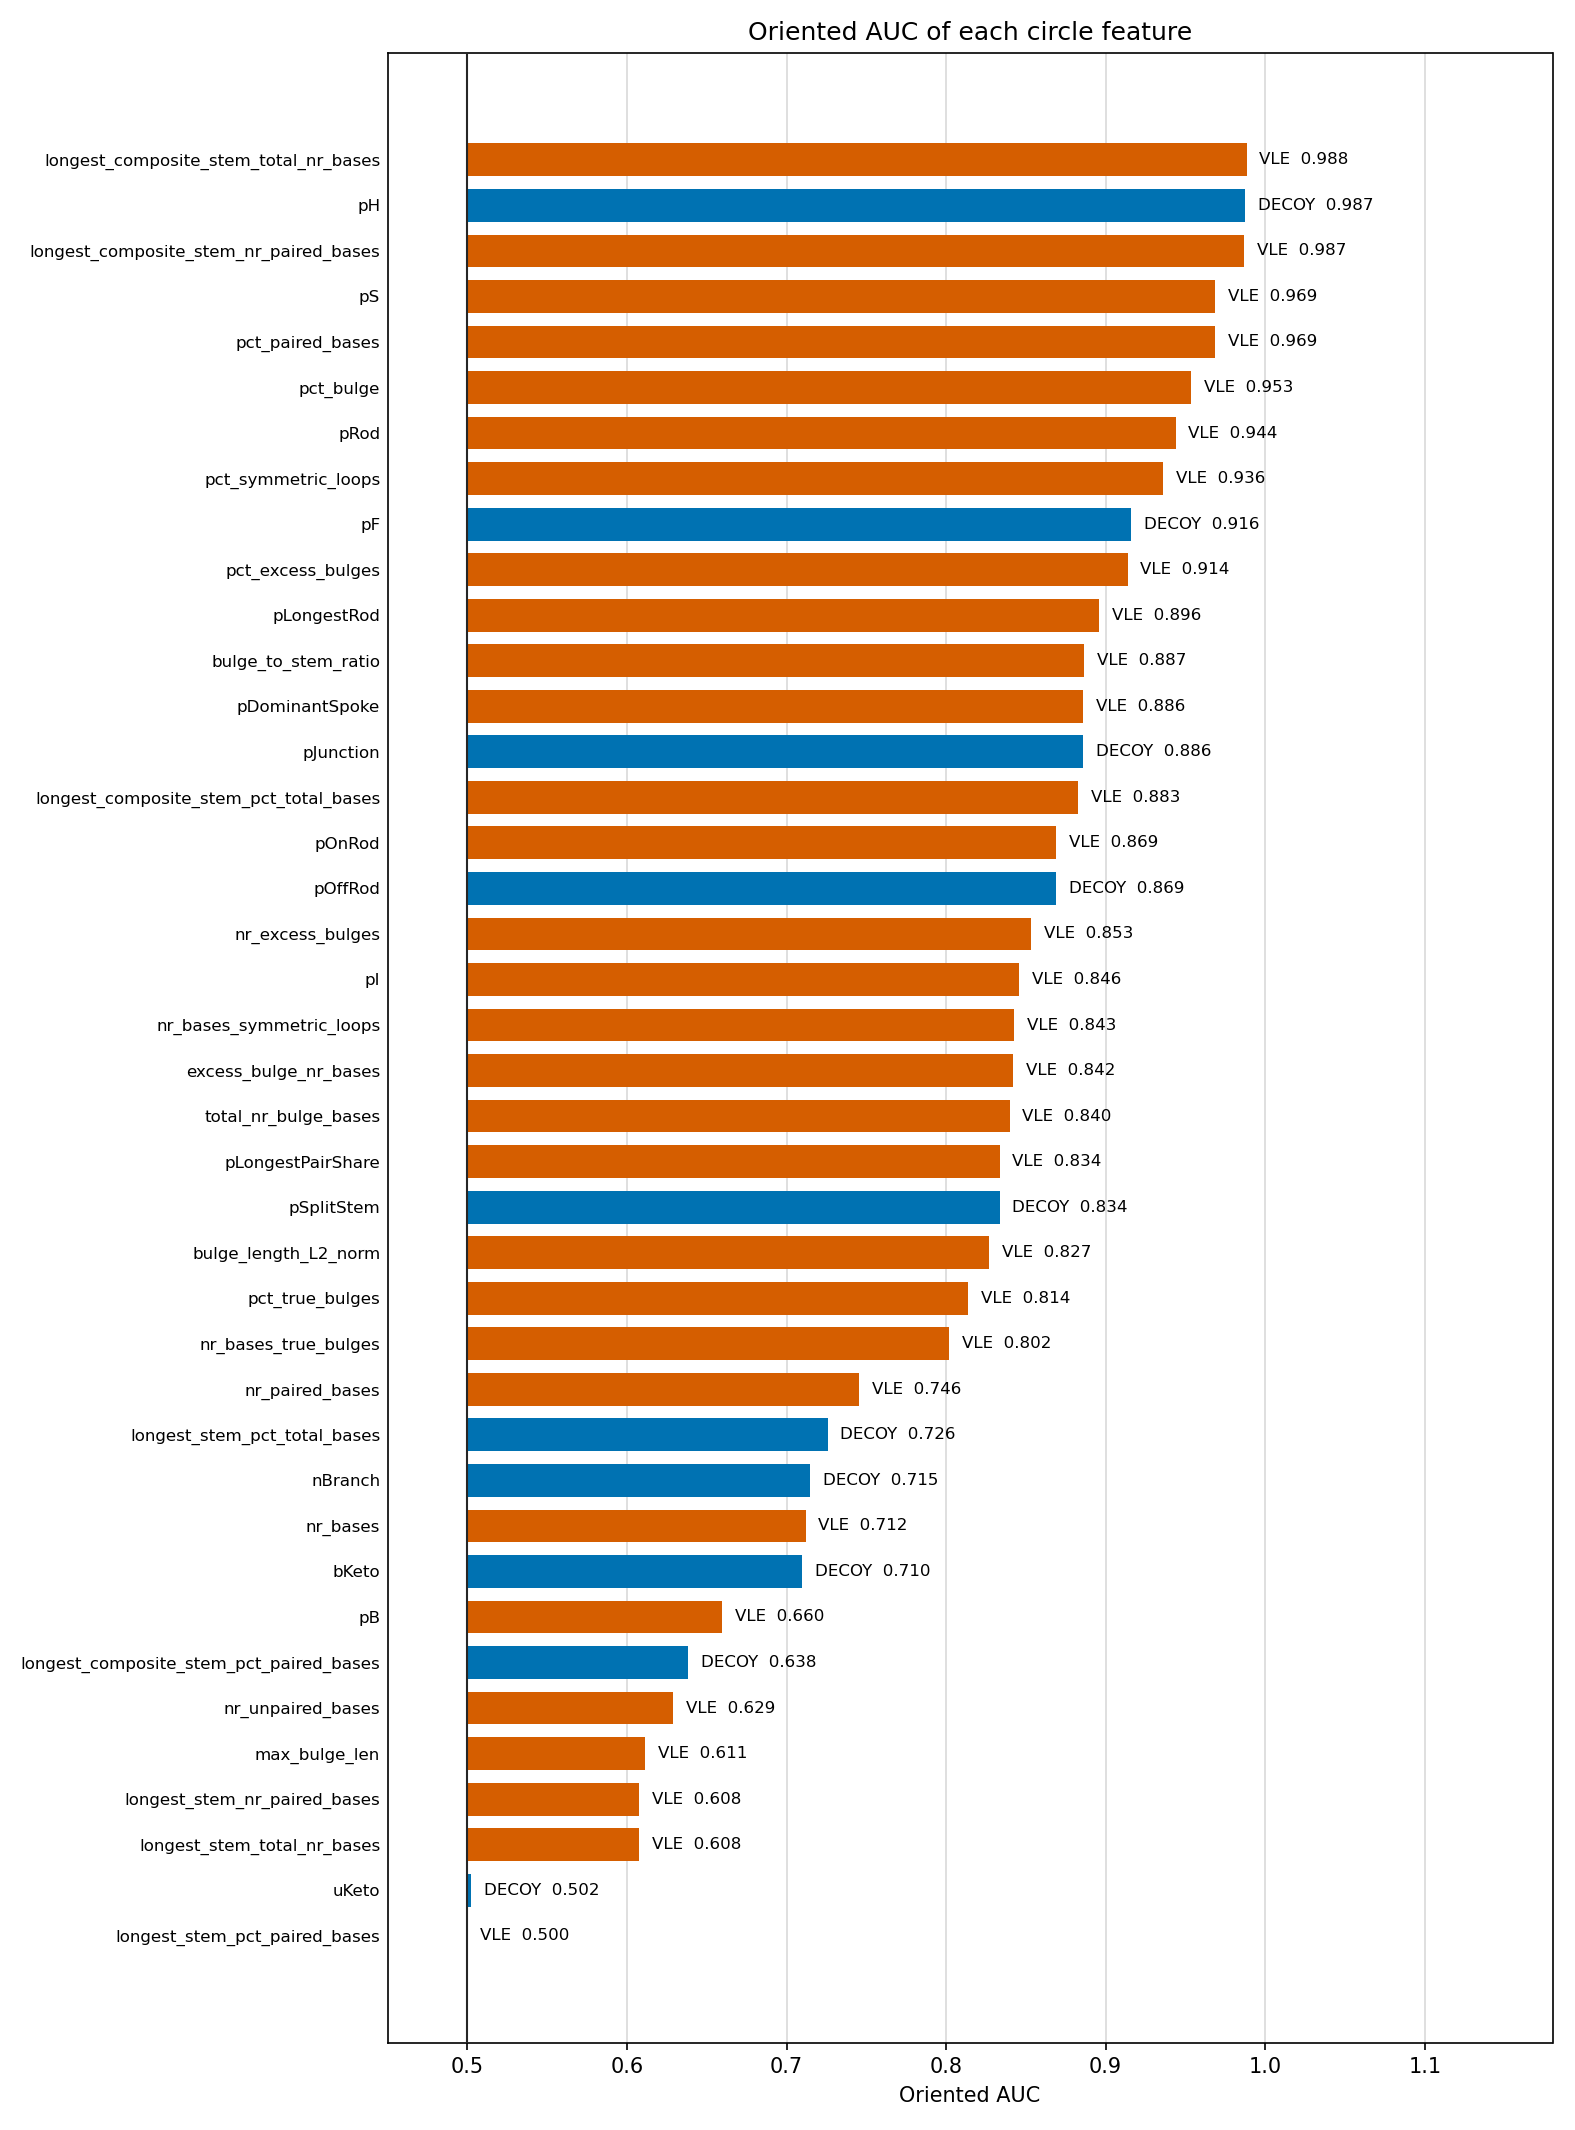 Oriented AUC of each circle feature
longest_composite_stem_total_nr_bases VLE 0.988
pH DECOY 0.987
longest_composite_stem_nr_paired_bases VLE 0.987
pS VLE 0.969
pct_paired_bases VLE 0.969
pct_bulge VLE 0.953
pRod VLE 0.944
pct_symmetric_loops VLE 0.936
pF DECOY 0.916
pct_excess_bulges VLE 0.914
pLongestRod VLE 0.896
bulge_to_stem_ratio VLE 0.887
pDominantSpoke VLE 0.886
pJunction DECOY 0.886
longest_composite_stem_pct_total_bases VLE 0.883
pOnRod VLE 0.869
pOffRod DECOY 0.869
nr_excess_bulges VLE 0.853
pI VLE 0.846
nr_bases_symmetric_loops VLE 0.843
excess_bulge_nr_bases VLE 0.842
total_nr_bulge_bases VLE 0.840
pLongestPairShare VLE 0.834
pSplitStem DECOY 0.834
bulge_length_L2_norm VLE 0.827
pct_true_bulges VLE 0.814
nr_bases_true_bulges VLE 0.802
nr_paired_bases VLE 0.746
longest_stem_pct_total_bases DECOY 0.726
nBranch DECOY 0.715
nr_bases VLE 0.712
bKeto DECOY 0.710
pB VLE 0.660
longest_composite_stem_pct_paired_bases DECOY 0.638
nr_unpaired_bases VLE 0.629
max_bulge_len VLE 0.611
longest_stem_nr_paired_bases VLE 0.608
longest_stem_total_nr_bases VLE 0.608
uKeto DECOY 0.502
longest_stem_pct_paired_bases VLE 0.500
0.5 0.6 0.7 0.8 0.9 1.0 1.1
Oriented AUC